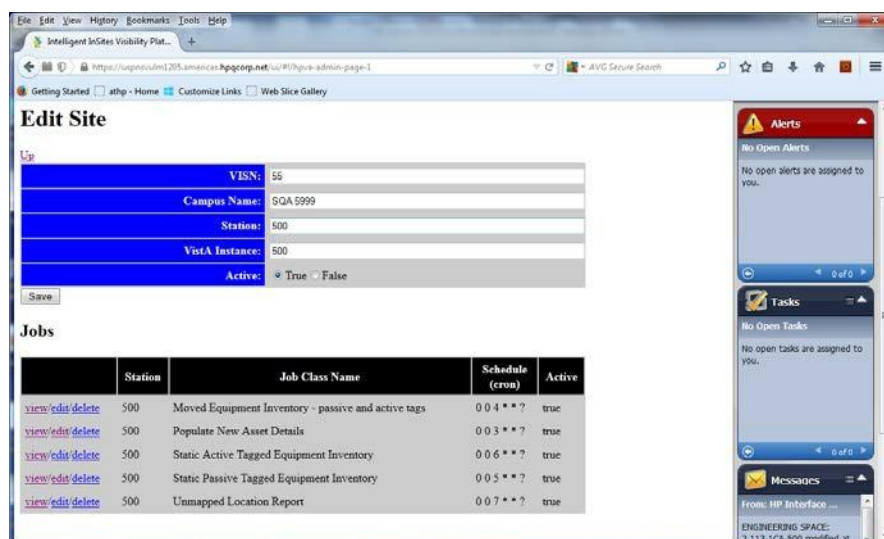 File Edit View History Bookmarks Tools Help
Intelligent InSites Visibility Plat...
hpqcorp.net/ui/#!/hpva-admin-page-1
AVG Secure Search
Getting Started athp - Home Customize Links Web Slice Gallery
Edit Site
Up
VISN: 55
Campus Name: SQA 5999
Station: 500
VistA Instance: 500
Active: True False
Save
Jobs
Station Job Class Name Schedule (cron) Active
view/edit/delete 500 Moved Equipment Inventory - passive and active tags 0 0 4 * * ? true
view/edit/delete 500 Populate New Asset Details 0 0 3 * * ? true
view/edit/delete 500 Static Active Tagged Equipment Inventory 0 0 6 * * ? true
view/edit/delete 500 Static Passive Tagged Equipment Inventory 0 0 5 * * ? true
view/edit/delete 500 Unmapped Location Report 0 0 7 * * ? true
Alerts
No Open Alerts
No open alerts are assigned to
you.
0 of 0
Tasks
No Open Tasks
No open tasks are assigned to
you.
0 of 0
Messages
From: HP Interface ...
ENGINEERING SPACE: